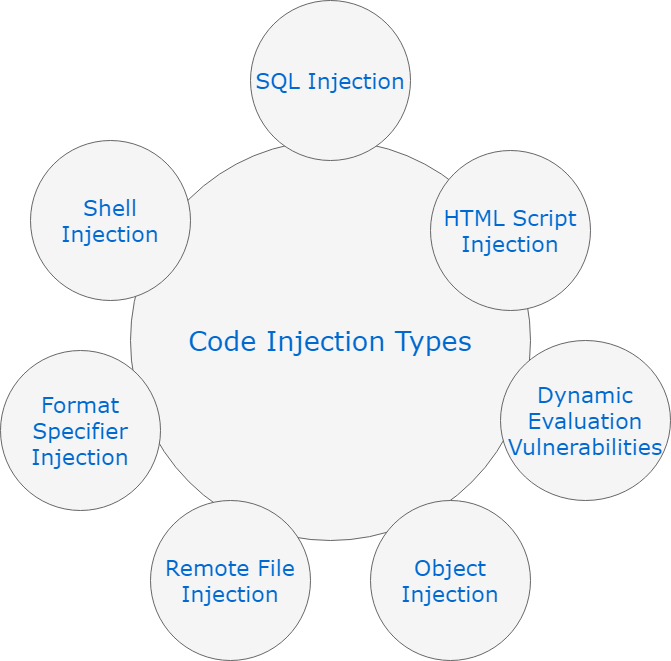 SQL Injection
HTML Script
Injection
Dynamic
Evaluation
Vulnerabilities
Object
Injection
Remote File
Injection
Format
Specifier
Injection
Shell
Injection
Code Injection Types